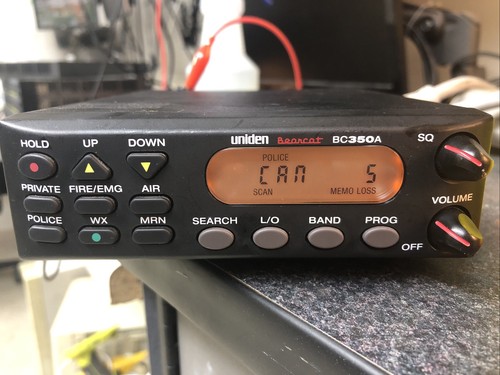 uniden Bearcat BC350A
HOLD UP DOWN
PRIVATE FIRE/EMG AIR
POLICE WX MRN
POLICE
CAN 5
SCAN MEMO LOSS
SEARCH L/O BAND PROG
SQ
VOLUME
OFF